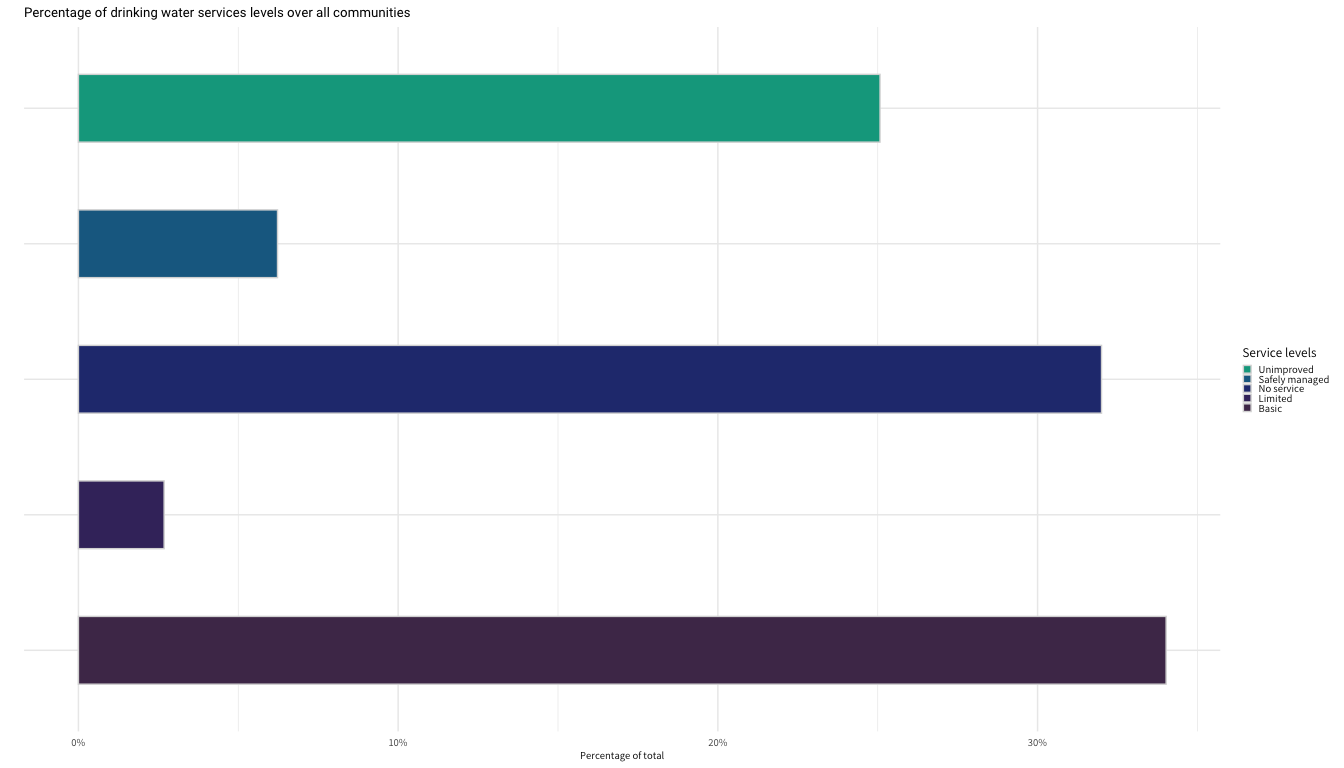 Percentage of drinking water services levels over all communities
Service levels
Unimproved
Safely managed
No service
Limited
Basic
0% 10% 20% 30%
Percentage of total